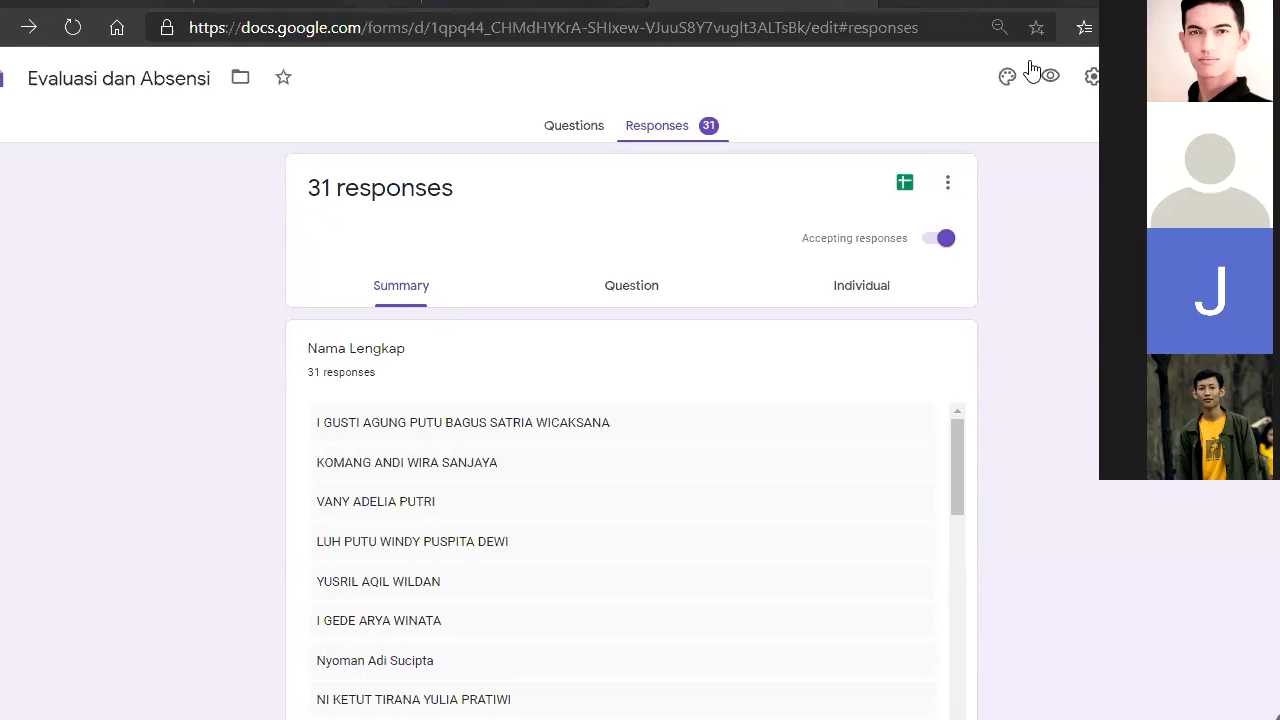 https://docs.google.com/forms/d/1qpq44_CHMdHYKrA-SHIxew-VJuuS8Y7vuglt3ALTsBk/edit#responses
Evaluasi dan Absensi
Questions
Responses 31
31 responses
Accepting responses
Summary
Question
Individual
Nama Lengkap
31 responses
I GUSTI AGUNG PUTU BAGUS SATRIA WICAKSANA
KOMANG ANDI WIRA SANJAYA
VANY ADELIA PUTRI
LUH PUTU WINDY PUSPITA DEWI
YUSRIL AQIL WILDAN
I GEDE ARYA WINATA
Nyoman Adi Sucipta
NI KETUT TIRANA YULIA PRATIWI
J